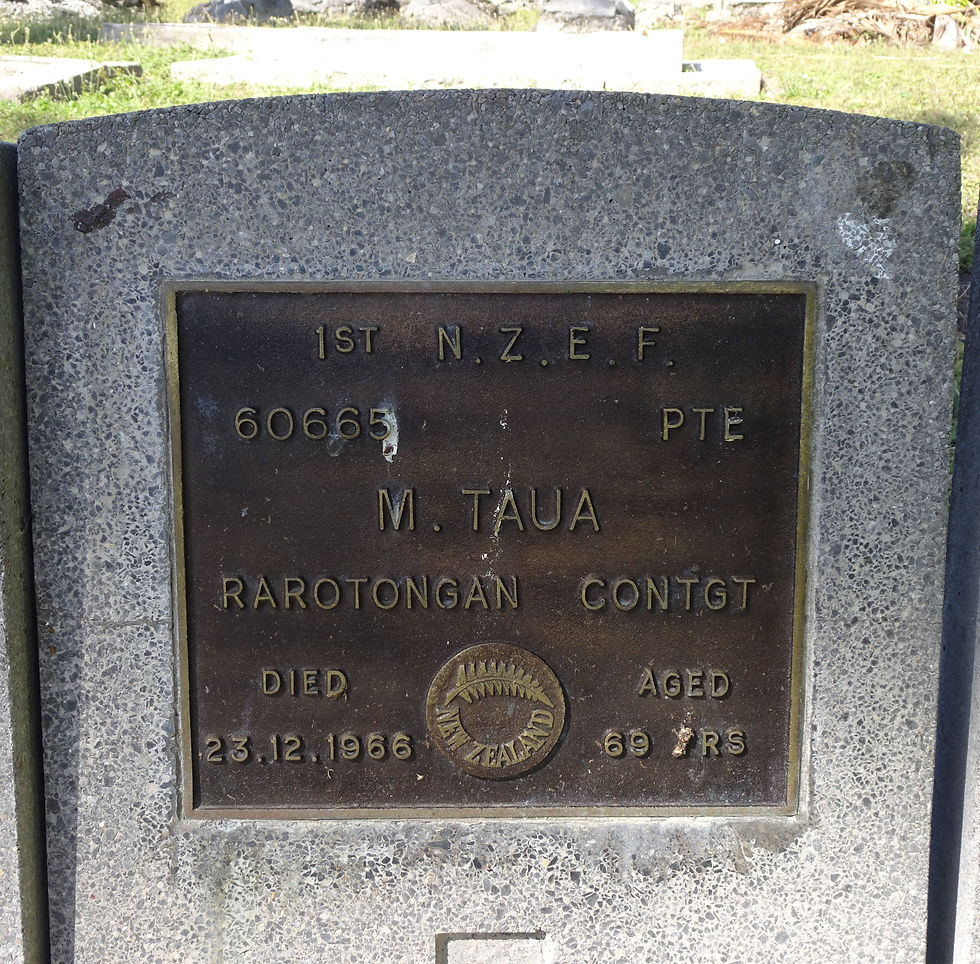 1ST N.Z.E.F.
60665 PTE
M. TAUA
RAROTONGAN CONTGT
DIED AGED
NEW ZEALAND
23.12.1966 69 YRS